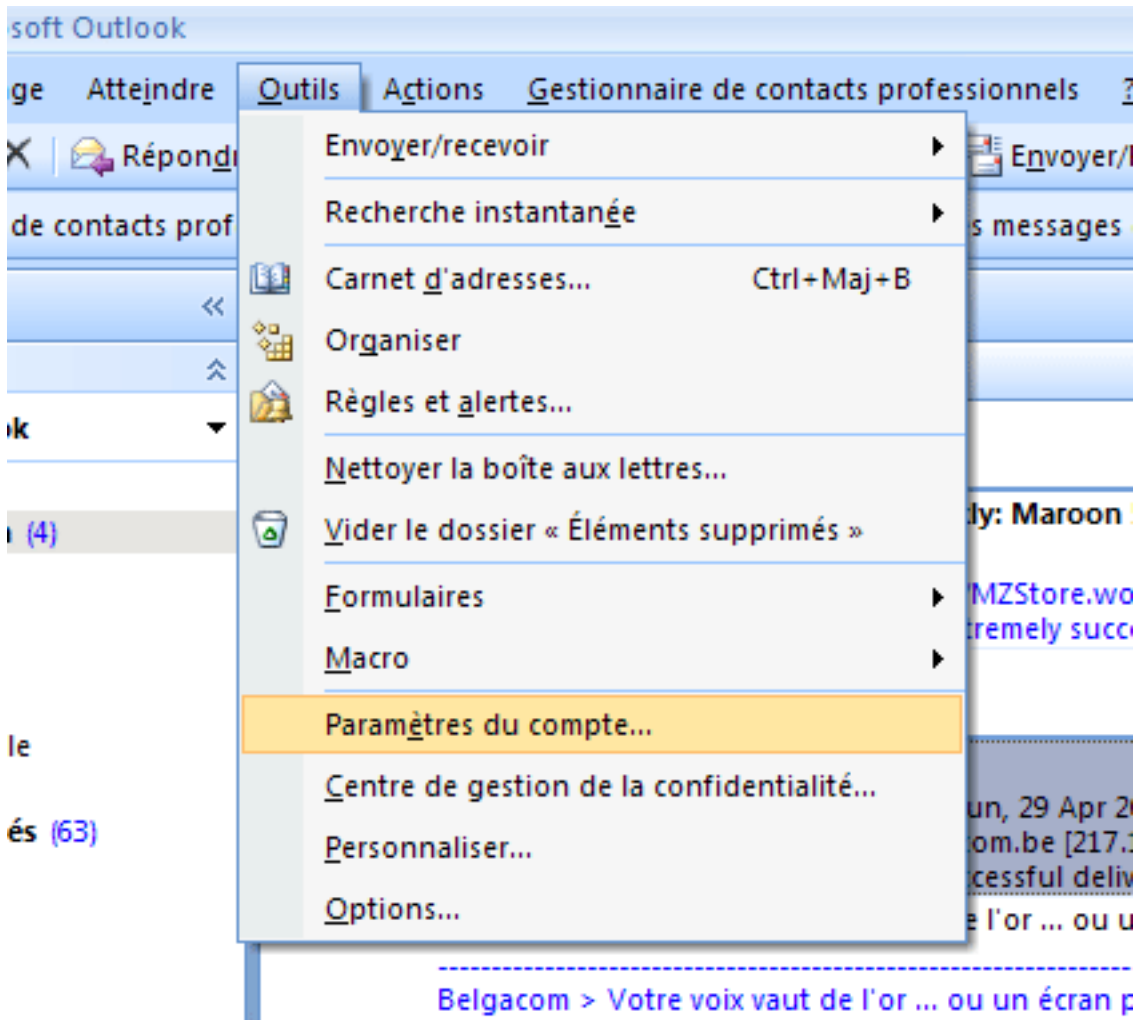 soft Outlook
ge Atteindre Outils Actions Gestionnaire de contacts professionnels ?
Répond Envoyer/
de contacts prof s messages
Envoyer/recevoir
Recherche instantanée
Carnet d'adresses... Ctrl+Maj+B
Organiser
Règles et alertes...
Nettoyer la boîte aux lettres...
Vider le dossier « Éléments supprimés »
Formulaires
Macro
Paramètres du compte...
Centre de gestion de la confidentialité...
Personnaliser...
Options...
ok
(4)
le
és (63)
ly: Maroon
MZStore.wo
tremely succe
un, 29 Apr 20
om.be [217.1
cessful deliv
e l'or ... ou u
Belgacom > Votre voix vaut de l'or ... ou un écran p